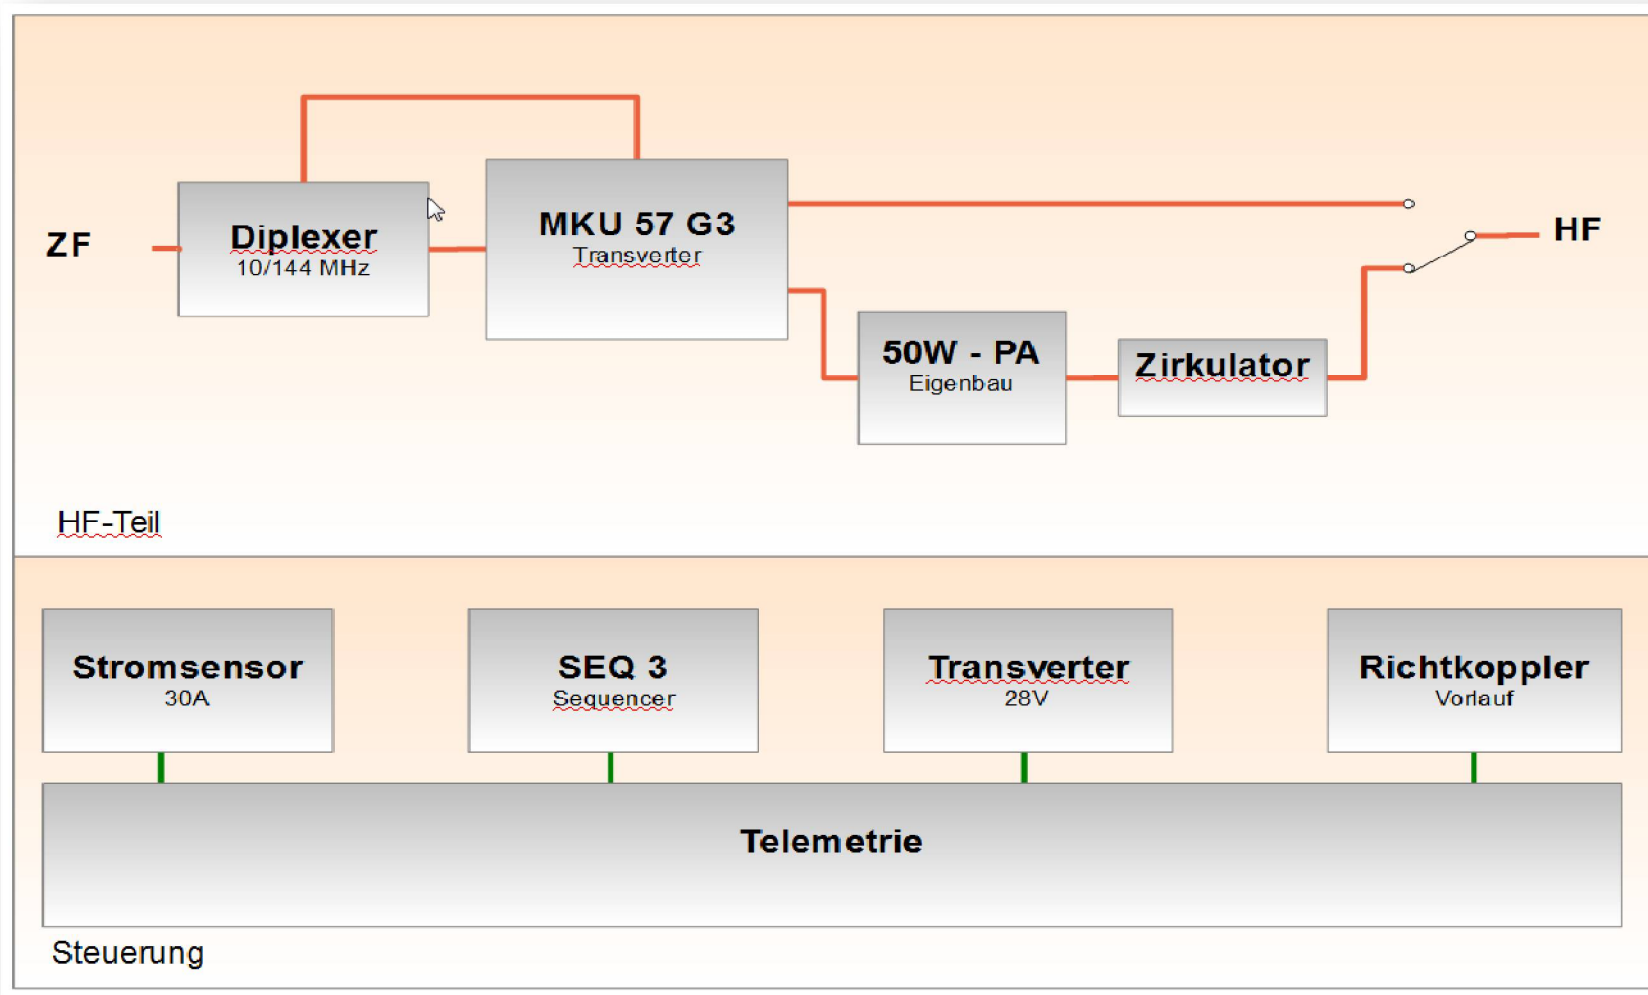 ZF
Diplexer
10/144 MHz
MKU 57 G3
Transverter
HF
50W - PA
Eigenbau
Zirkulator
HF-Teil
Stromsensor
30A
SEQ 3
Sequencer
Transverter
28V
Richtkoppler
Vorlauf
Telemetrie
Steuerung